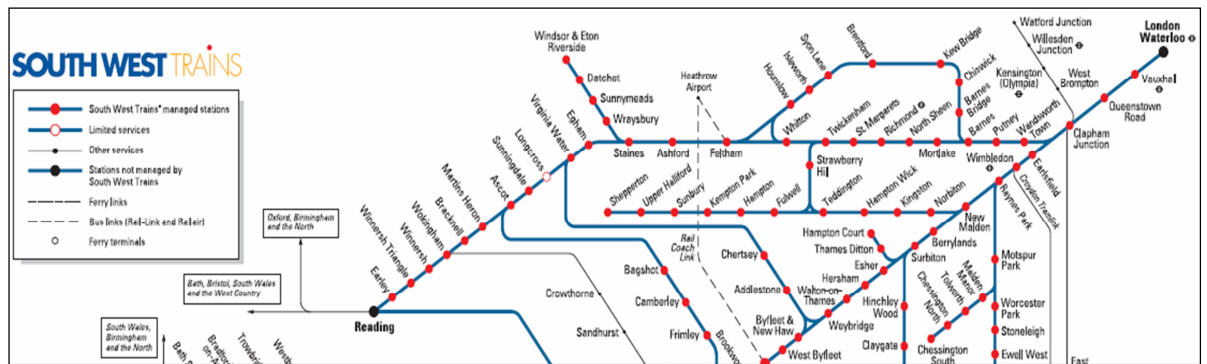 SOUTH WEST TRAINS
South West Trains' managed stations
Limited services
Other services
Stations not managed by
South West Trains
Ferry links
Bus links (Rail-Link and Railair)
Ferry terminals
Windsor & Eton
Riverside
Datchet
Sunnymeads
Wraysbury
Virginia Water
Egham
Longcross
Sunningdale
Ascot
Martins Heron
Bracknell
Wokingham
Winnersh
Winnersh Triangle
Earley
Reading
Staines
Ashford
Feltham
Heathrow
Airport
Hounslow
Isleworth
Syon Lane
Brentford
Kew Bridge
Chiswick
Barnes
Bridge
Whitton
Twickenham
St. Margarets
Richmond
North Sheen
Mortlake
Barnes
Putney
Wandsworth
Town
Watford Junction
Willesden
Junction
Kensington
(Olympia)
West
Brompton
London
Waterloo
Vauxhall
Queenstown
Road
Clapham
Junction
Earlsfield
Wimbledon
Croydon Tramlink
Raynes Park
Strawberry
Hill
Shepperton
Upper Halliford
Sunbury
Kempton Park
Hampton
Fulwell
Teddington
Hampton Wick
Kingston
Norbiton
New
Malden
Berrylands
Surbiton
Hampton Court
Thames Ditton
Esher
Hersham
Walton-on-
Thames
Weybridge
Byfleet &
New Haw
West Byfleet
Addlestone
Chertsey
Rail
Coach
Link
Bagshot
Camberley
Frimley
Brookwo
Crowthorne
Sandhurst
Hinchley
Wood
Claygate
Motspur
Park
Malden
Manor
Tolworth
Chessington
North
Chessington
South
Worcester
Park
Stoneleigh
Ewell West
East
Oxford, Birmingham
and the North
Bath, Bristol, South Wales
and the West Country
South Wales,
Birmingham
and the North
Bath S
Bradford
on-A
Trowbri
Westb